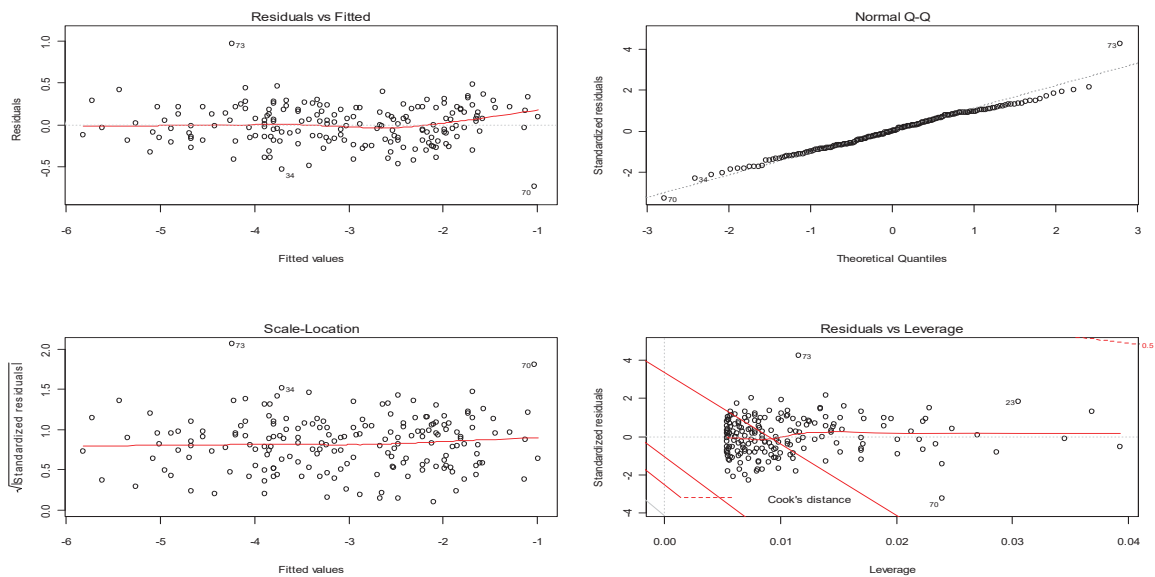 Residuals vs Fitted
Residuals
1.0
0.5
0.0
-0.5
73
34
70
-6 -5 -4 -3 -2 -1
Fitted values
Normal Q-Q
Standardized residuals
4
2
0
-2
73
34
70
-3 -2 -1 0 1 2 3
Theoretical Quantiles
Scale-Location
√|Standardized residuals|
2.0
1.5
1.0
0.5
0.0
73
70
34
-6 -5 -4 -3 -2 -1
Fitted values
Residuals vs Leverage
Standardized residuals
4
2
0
-2
-4
0.5
73
23
Cook's distance
70
0.00 0.01 0.02 0.03 0.04
Leverage